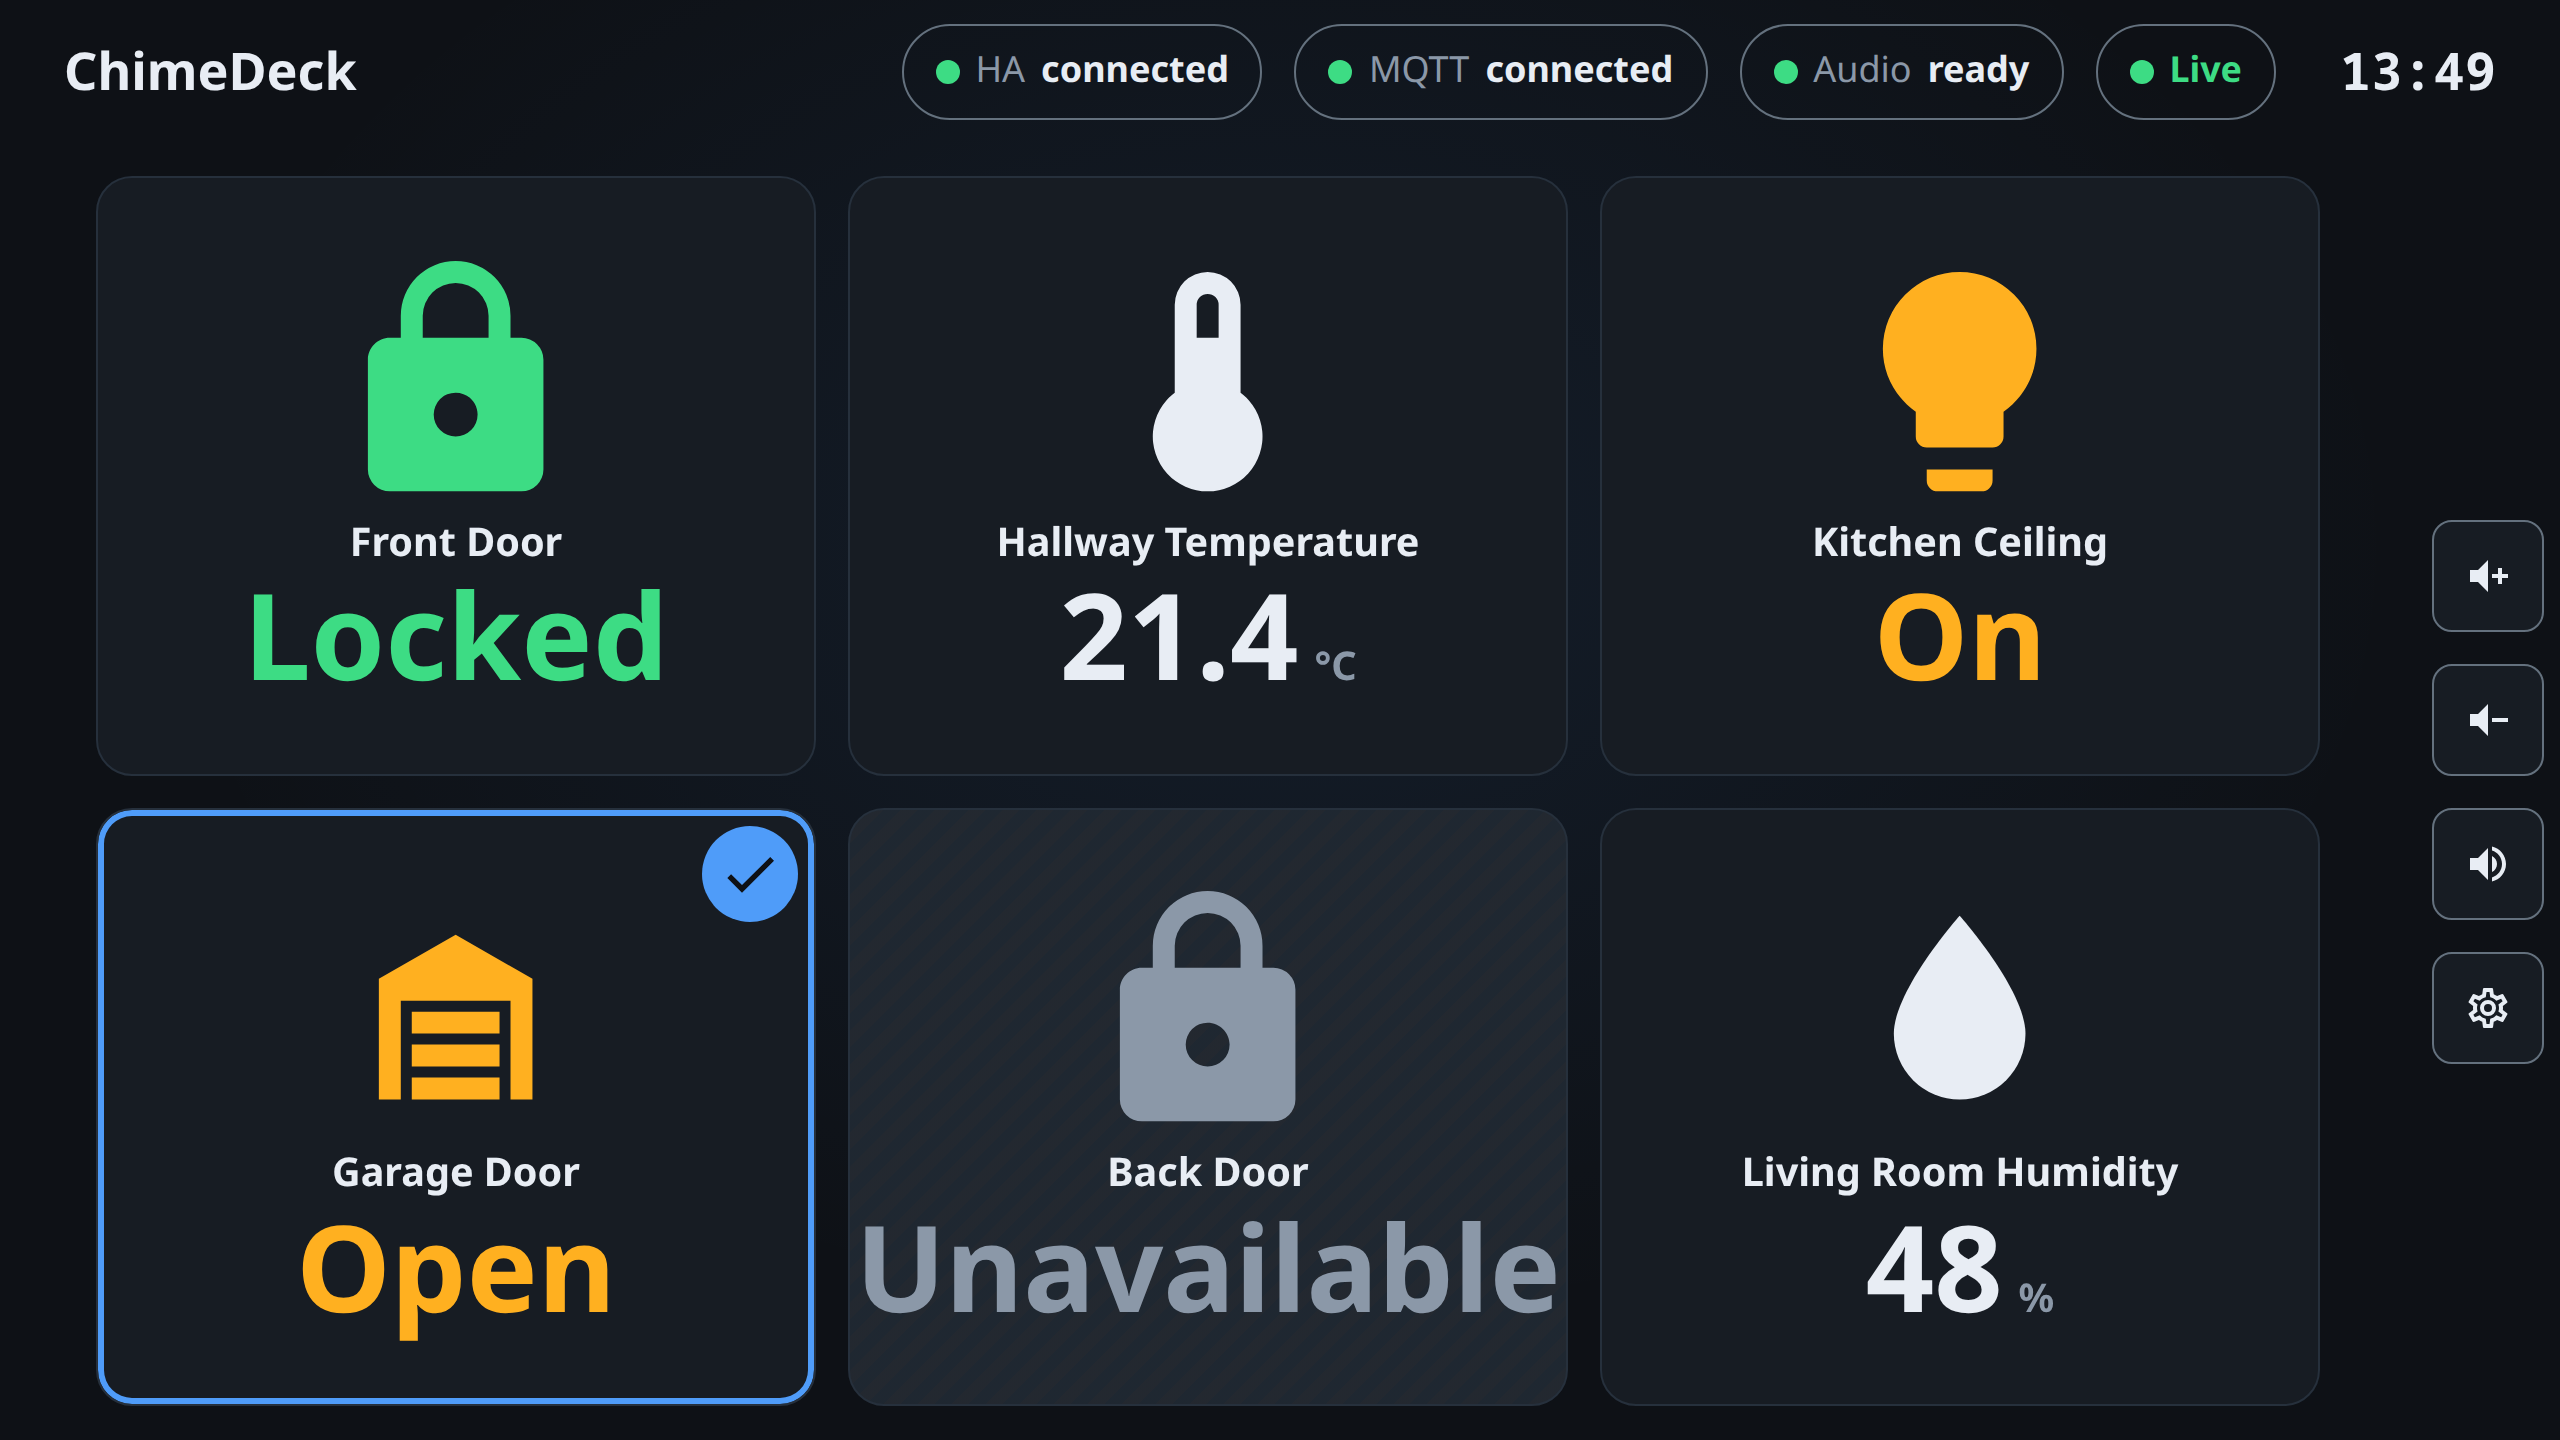 ChimeDeck
HA connected
MQTT connected
Audio ready
Live
13:49
Front Door
Locked
Hallway Temperature
21.4 °C
Kitchen Ceiling
On
Garage Door
Open
Back Door
Unavailable
Living Room Humidity
48 %